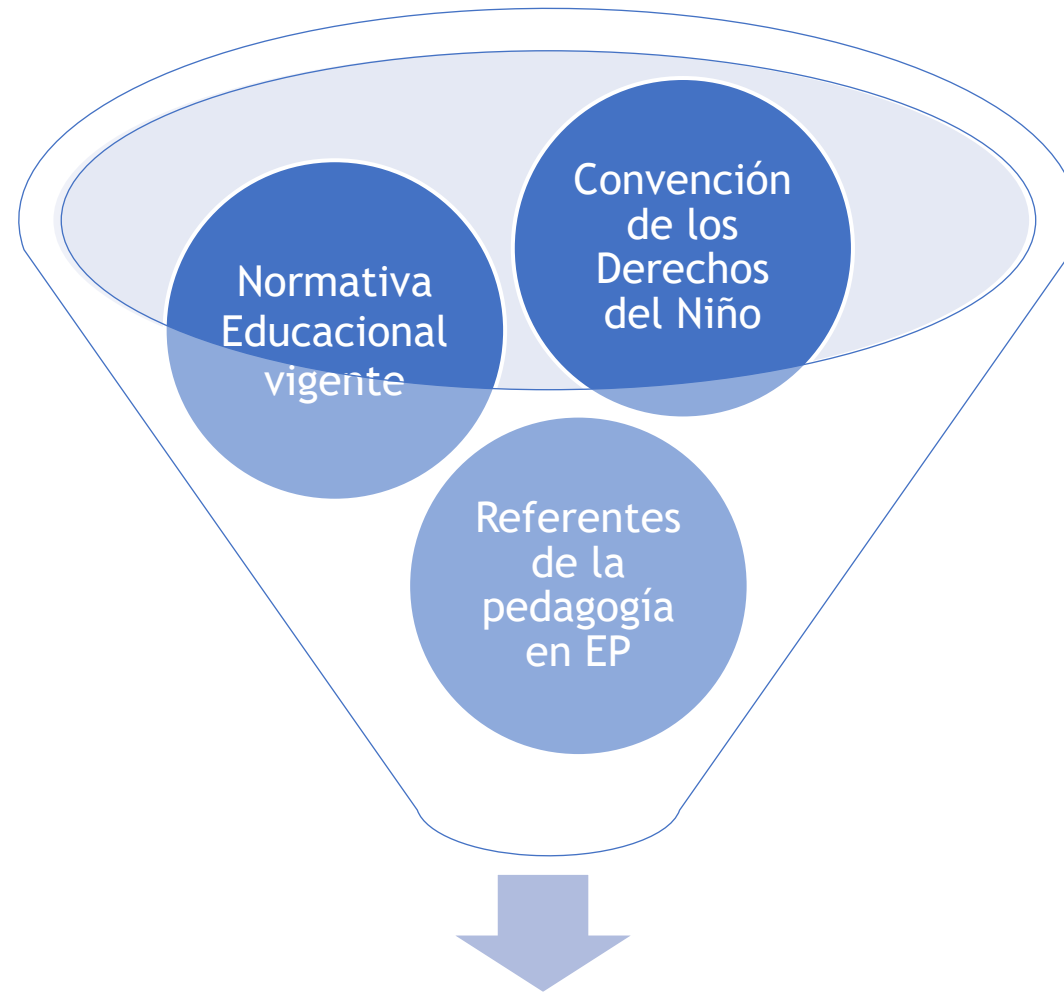 Normativa
Educacional
vigente
Convención
de los
Derechos
del Niño
Referentes
de la
pedagogía
en EP